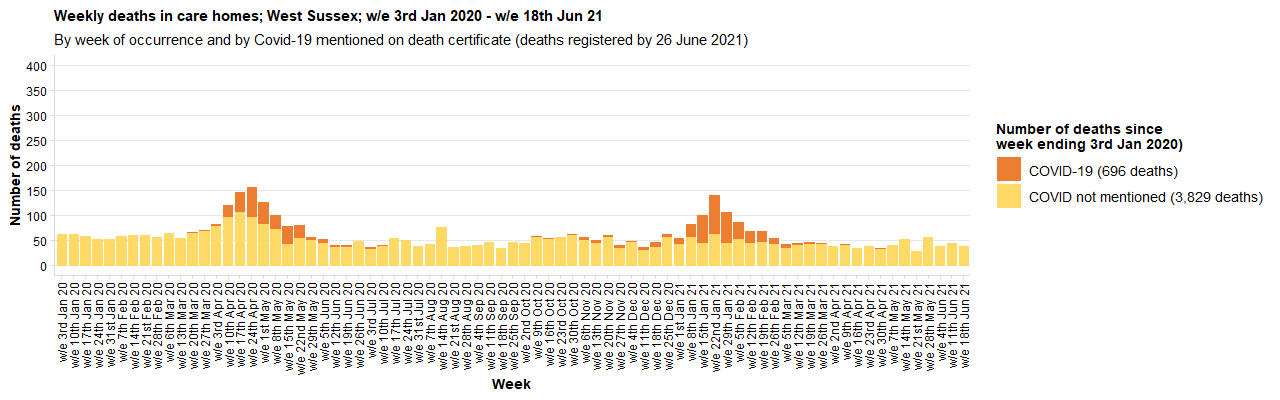 Weekly deaths in care homes; West Sussex; w/e 3rd Jan 2020 - w/e 18th Jun 21
By week of occurrence and by Covid-19 mentioned on death certificate (deaths registered by 26 June 2021)
Number of deaths
400
350
300
250
200
150
100
50
0
w/e 3rd Jan 20
w/e 10th Jan 20
w/e 17th Jan 20
w/e 24th Jan 20
w/e 31st Jan 20
w/e 7th Feb 20
w/e 14th Feb 20
w/e 21st Feb 20
w/e 28th Feb 20
w/e 6th Mar 20
w/e 13th Mar 20
w/e 20th Mar 20
w/e 27th Mar 20
w/e 3rd Apr 20
w/e 10th Apr 20
w/e 17th Apr 20
w/e 24th Apr 20
w/e 1st May 20
w/e 8th May 20
w/e 15th May 20
w/e 22nd May 20
w/e 29th May 20
w/e 5th Jun 20
w/e 12th Jun 20
w/e 19th Jun 20
w/e 26th Jun 20
w/e 3rd Jul 20
w/e 10th Jul 20
w/e 17th Jul 20
w/e 24th Jul 20
w/e 31st Jul 20
w/e 7th Aug 20
w/e 14th Aug 20
w/e 21st Aug 20
w/e 28th Aug 20
w/e 4th Sep 20
w/e 11th Sep 20
w/e 18th Sep 20
w/e 25th Sep 20
w/e 2nd Oct 20
w/e 9th Oct 20
w/e 16th Oct 20
w/e 23rd Oct 20
w/e 30th Oct 20
w/e 6th Nov 20
w/e 13th Nov 20
w/e 20th Nov 20
w/e 27th Nov 20
w/e 4th Dec 20
w/e 11th Dec 20
w/e 18th Dec 20
w/e 25th Dec 20
w/e 1st Jan 21
w/e 8th Jan 21
w/e 15th Jan 21
w/e 22nd Jan 21
w/e 29th Jan 21
w/e 5th Feb 21
w/e 12th Feb 21
w/e 19th Feb 21
w/e 26th Feb 21
w/e 5th Mar 21
w/e 12th Mar 21
w/e 19th Mar 21
w/e 26th Mar 21
w/e 2nd Apr 21
w/e 9th Apr 21
w/e 16th Apr 21
w/e 23rd Apr 21
w/e 30th Apr 21
w/e 7th May 21
w/e 14th May 21
w/e 21st May 21
w/e 28th May 21
w/e 4th Jun 21
w/e 11th Jun 21
w/e 18th Jun 21
Week
Number of deaths since
week ending 3rd Jan 2020)
COVID-19 (696 deaths)
COVID not mentioned (3,829 deaths)